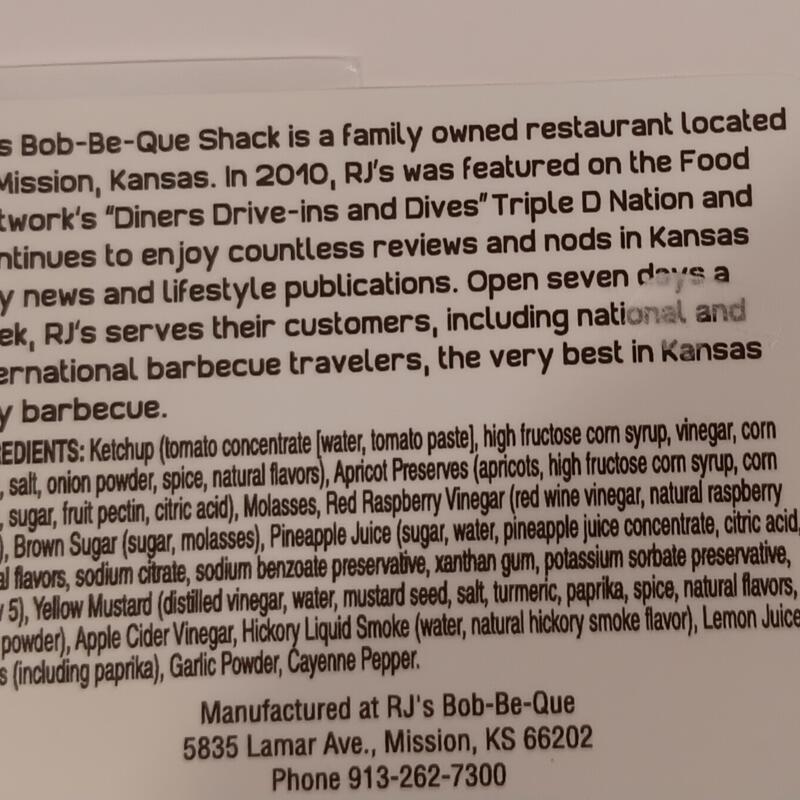 s Bob-Be-Que Shack is a family owned restaurant located
Mission, Kansas. In 2010, RJ's was featured on the Food
twork's "Diners Drive-ins and Dives" Triple D Nation and
ntinues to enjoy countless reviews and nods in Kansas
y news and lifestyle publications. Open seven days a
ek, RJ's serves their customers, including national and
ernational barbecue travelers, the very best in Kansas
y barbecue.
EDIENTS: Ketchup (tomato concentrate [water, tomato paste], high fructose corn syrup, vinegar, corn
, salt, onion powder, spice, natural flavors), Apricot Preserves (apricots, high fructose corn syrup, corn
, sugar, fruit pectin, citric acid), Molasses, Red Raspberry Vinegar (red wine vinegar, natural raspberry
), Brown Sugar (sugar, molasses), Pineapple Juice (sugar, water, pineapple juice concentrate, citric acid,
al flavors, sodium citrate, sodium benzoate preservative, xanthan gum, potassium sorbate preservative,
w 5), Yellow Mustard (distilled vinegar, water, mustard seed, salt, turmeric, paprika, spice, natural flavors,
powder), Apple Cider Vinegar, Hickory Liquid Smoke (water, natural hickory smoke flavor), Lemon Juice
s (including paprika), Garlic Powder, Cayenne Pepper.
Manufactured at RJ's Bob-Be-Que
5835 Lamar Ave., Mission, KS 66202
Phone 913-262-7300